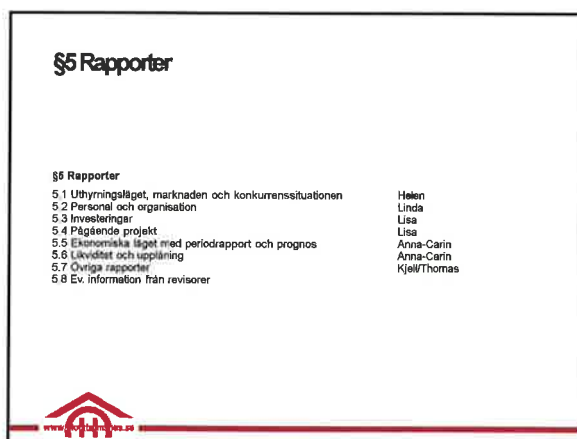 §5 Rapporter
§5 Rapporter
5.1 Uthyrningsläget, marknaden och konkurrenssituationen Helen
5.2 Personal och organisation Linda
5.3 Investeringar Lisa
5.4 Pågående projekt Lisa
5.5 Ekonomiska läget med periodrapport och prognos Anna-Carin
5.6 Likviditet och upplåning Anna-Carin
5.7 Övriga rapporter Kjell/Thomas
5.8 Ev. information från revisorer